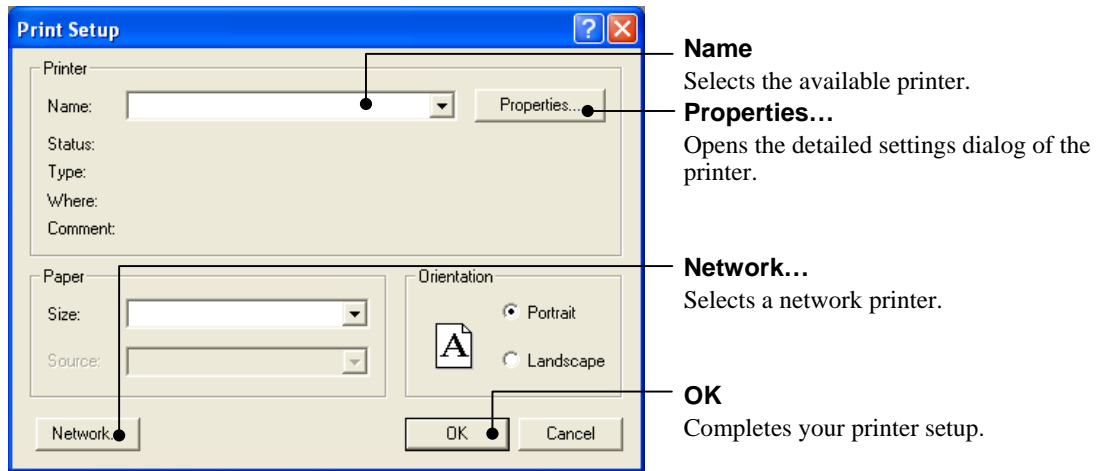 Print Setup
Printer
Name:
Properties...
Status:
Type:
Where:
Comment:
Paper
Size:
Source:
Orientation
A
Portrait
Landscape
Network..
OK
Cancel
Name
Selects the available printer.
Properties…
Opens the detailed settings dialog of the
printer.
Network…
Selects a network printer.
OK
Completes your printer setup.